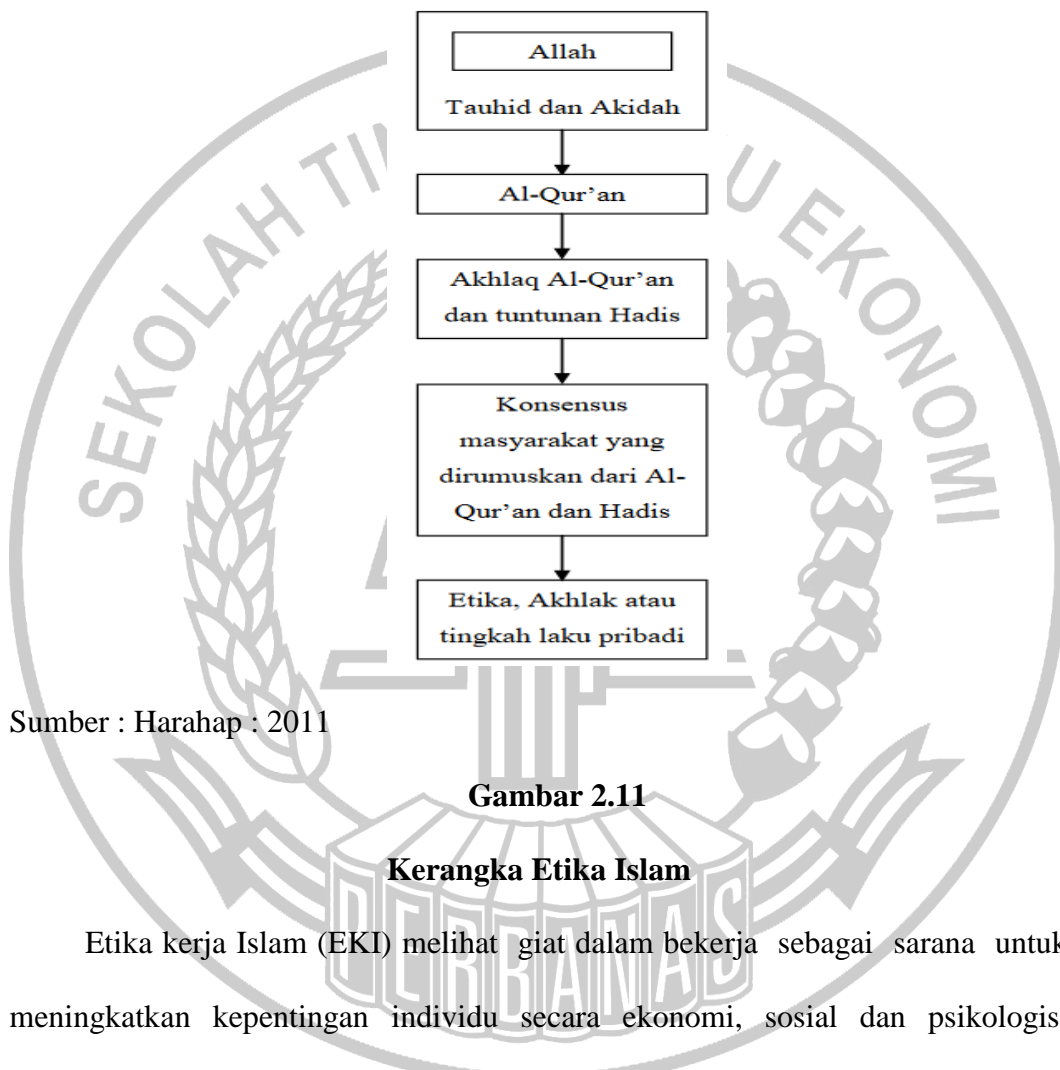 Allah
Tauhid dan Akidah
Al-Qur’an
Akhlaq Al-Qur’an
dan tuntunan Hadis
Konsensus
masyarakat yang
dirumuskan dari Al-
Qur’an dan Hadis
Etika, Akhlak atau
tingkah laku pribadi
SEKOLAH
EKONOMI
Sumber : Harahap : 2011
Gambar 2.11
Kerangka Etika Islam
PERBANAS
Etika kerja Islam (EKI) melihat giat dalam bekerja sebagai sarana untuk
meningkatkan kepentingan individu secara ekonomi, sosial dan psikologis